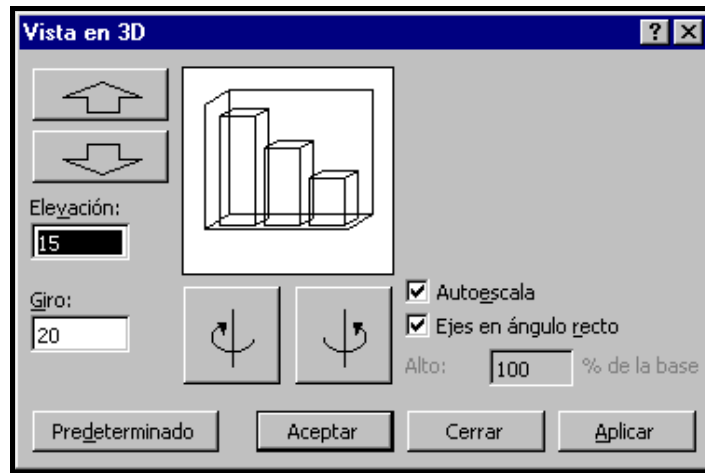 Vista en 3D
Elevación:
15
Giro:
20
Autoescala
Ejes en ángulo recto
Alto: 100 % de la base
Predeterminado Aceptar Cerrar Aplicar